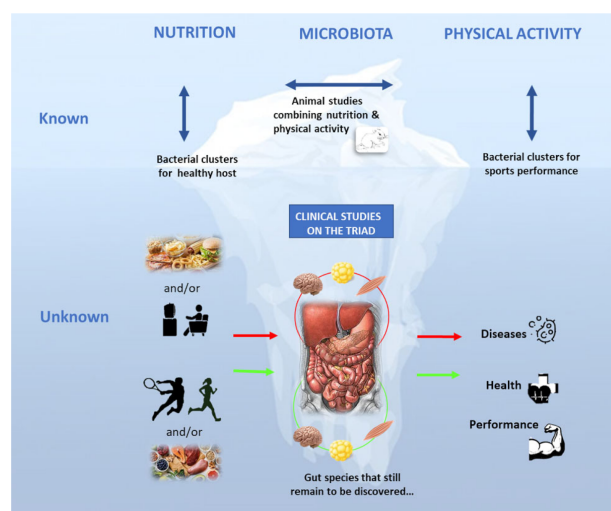 NUTRITION
MICROBIOTA
PHYSICAL ACTIVITY
Known
Animal studies
combining nutrition &
physical activity
Bacterial clusters
for healthy host
Bacterial clusters for
sports performance
CLINICAL STUDIES
ON THE TRIAD
and/or
Unknown
Diseases
Health
and/or
Performance
Gut species that still
remain to be discovered...